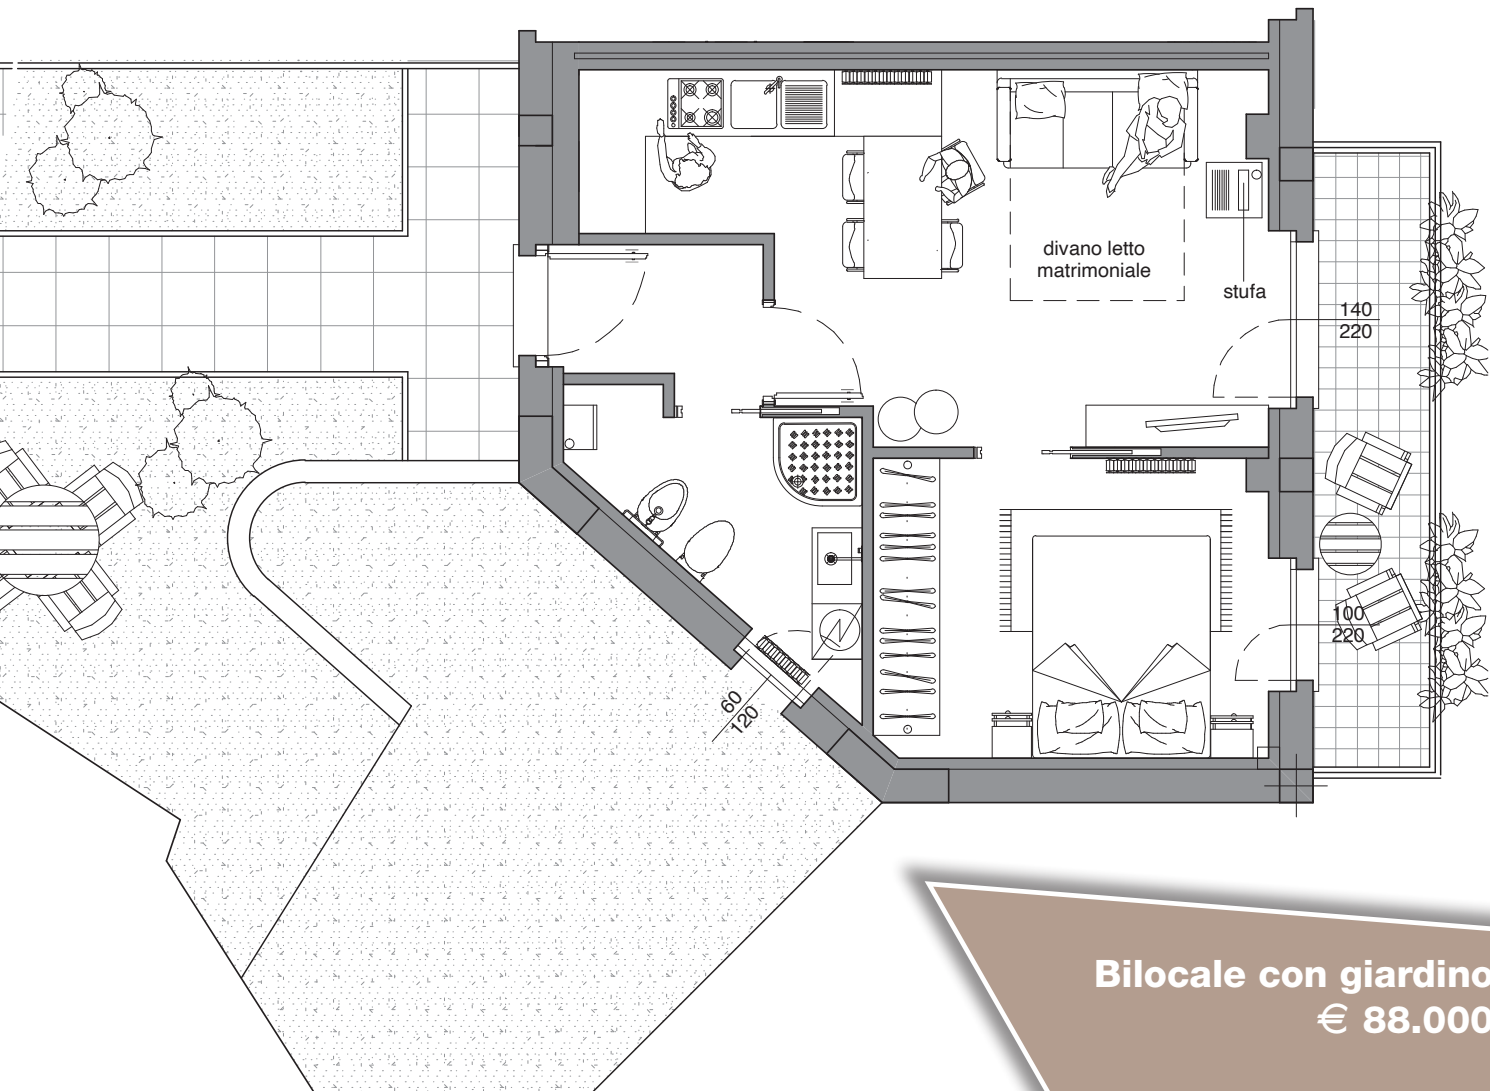 divano letto
matrimoniale
stufa
140
220
100
220
60
120
Bilocale con giardino
€ 88.000